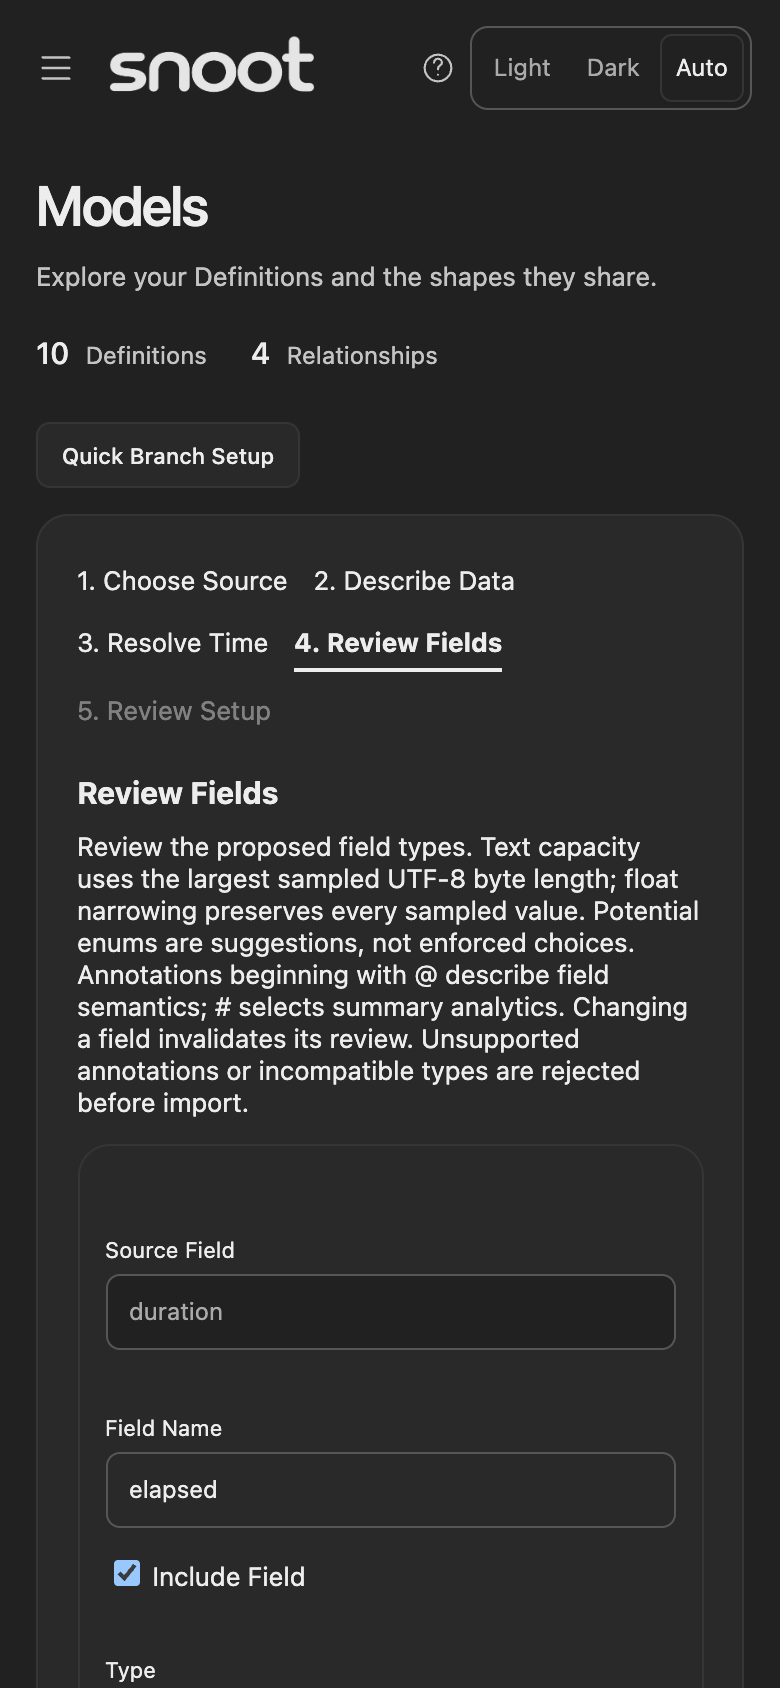 snoot
?
Light Dark Auto
Models
Explore your Definitions and the shapes they share.
10 Definitions 4 Relationships
Quick Branch Setup
1. Choose Source 2. Describe Data
3. Resolve Time 4. Review Fields
5. Review Setup
Review Fields
Review the proposed field types. Text capacity
uses the largest sampled UTF-8 byte length; float
narrowing preserves every sampled value. Potential
enums are suggestions, not enforced choices.
Annotations beginning with @ describe field
semantics; # selects summary analytics. Changing
a field invalidates its review. Unsupported
annotations or incompatible types are rejected
before import.
Source Field
duration
Field Name
elapsed
Include Field
Type